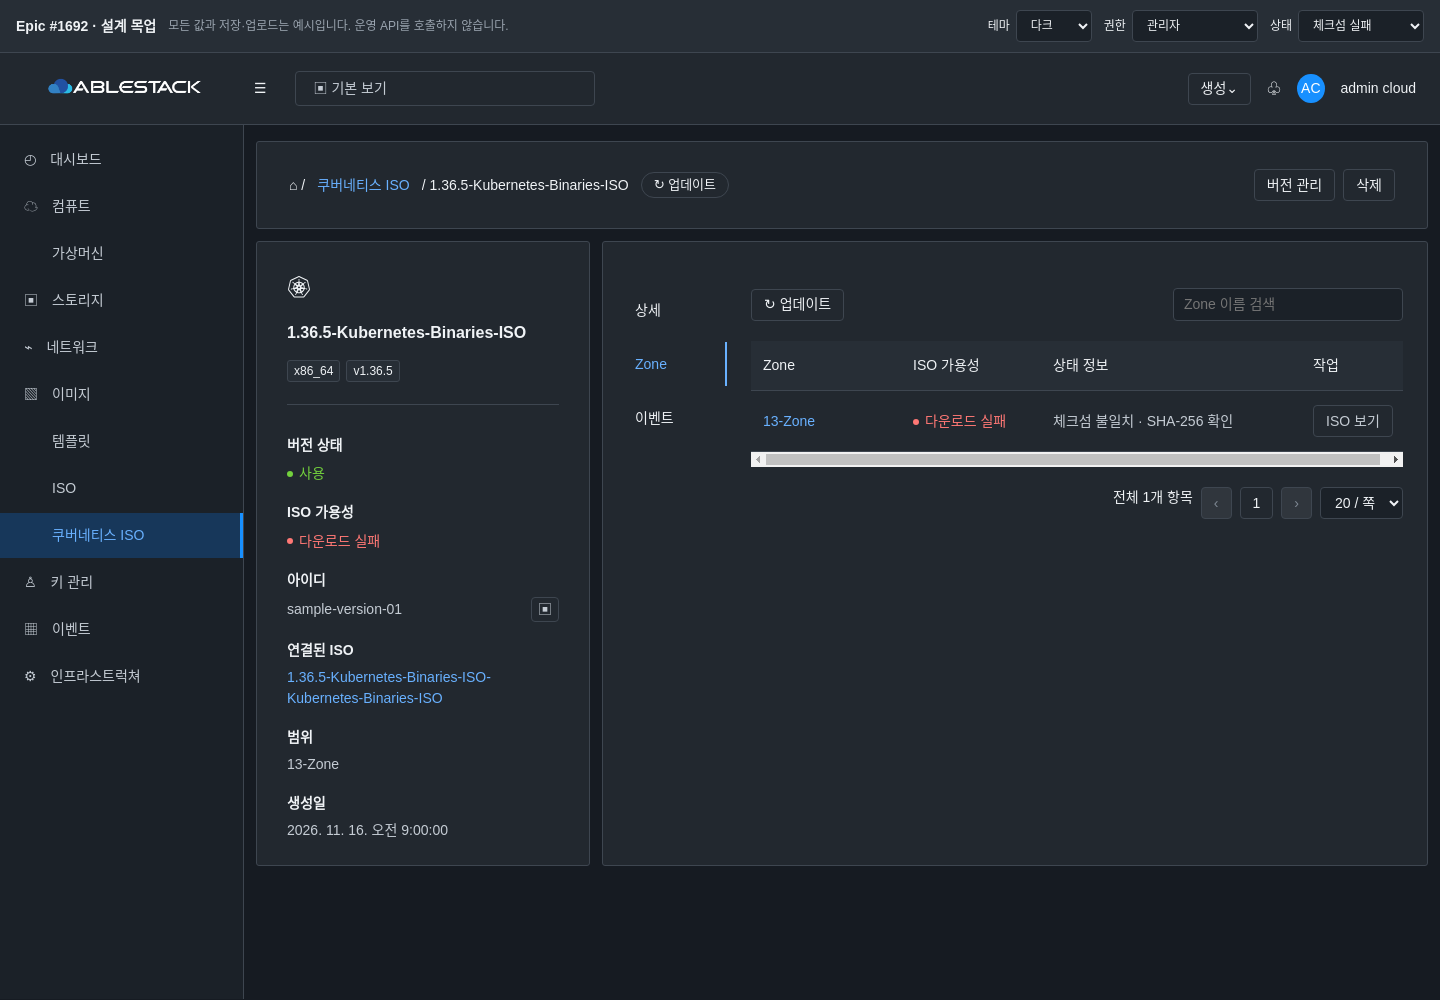 Epic #1692 · 설계 목업 모든 값과 저장·업로드는 예시입니다. 운영 API를 호출하지 않습니다. 테마 다크 권한 관리자 상태 체크섬 실패
ABLESTACK ☰ 기본 보기 생성 AC admin cloud
대시보드
컴퓨트
가상머신
스토리지
네트워크
이미지
템플릿
ISO
쿠버네티스 ISO
키 관리
이벤트
인프라스트럭쳐
/ 쿠버네티스 ISO / 1.36.5-Kubernetes-Binaries-ISO ↻ 업데이트 버전 관리 삭제
1.36.5-Kubernetes-Binaries-ISO
x86_64 v1.36.5
버전 상태
사용
ISO 가용성
다운로드 실패
아이디
sample-version-01
연결된 ISO
1.36.5-Kubernetes-Binaries-ISO-
Kubernetes-Binaries-ISO
범위
13-Zone
생성일
2026. 11. 16. 오전 9:00:00
상세
Zone
이벤트
↻ 업데이트 Zone 이름 검색
Zone ISO 가용성 상태 정보 작업
13-Zone 다운로드 실패 체크섬 불일치 · SHA-256 확인 ISO 보기
전체 1개 항목 ‹ 1 › 20 / 쪽